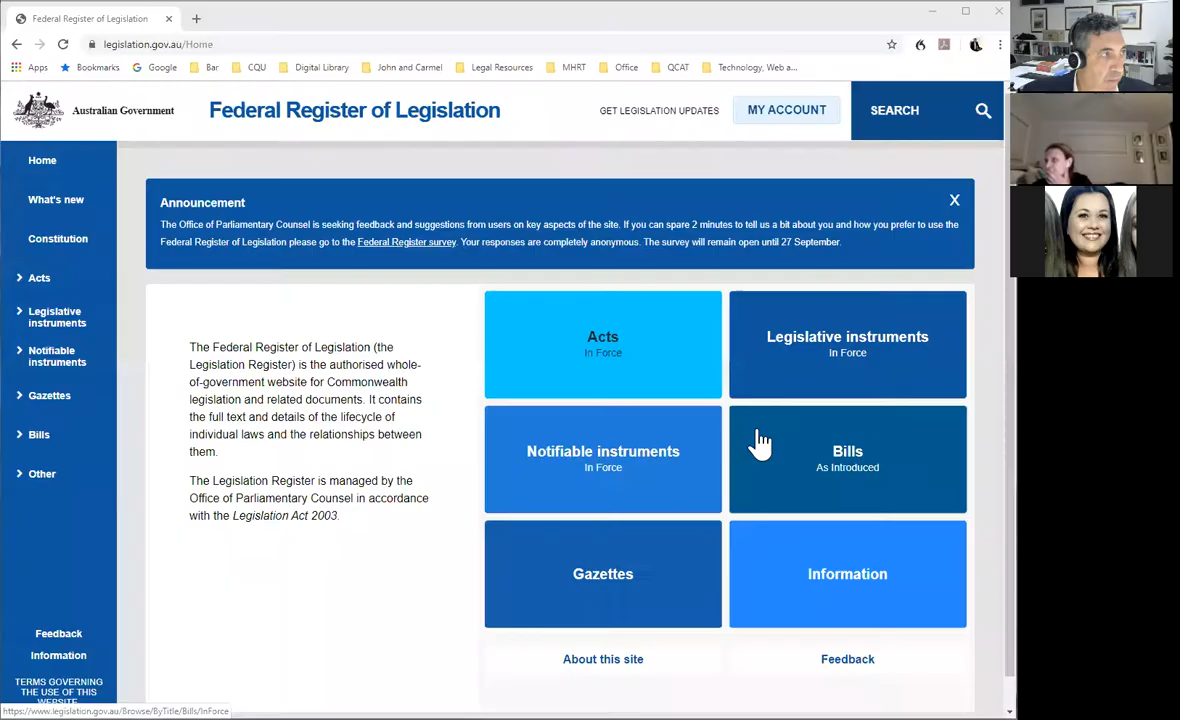 Federal Register of Legislation
legislation.gov.au/Home
Apps
Bookmarks
Google
Bar
CQU
Digital Library
John and Carmel
Legal Resources
MHRT
Office
QCAT
Technology, Web a...
Australian Government
Federal Register of Legislation
GET LEGISLATION UPDATES
MY ACCOUNT
SEARCH
Home
What's new
Constitution
Acts
Legislative
instruments
Notifiable
instruments
Gazettes
Bills
Other
Feedback
Information
TERMS GOVERNING
THE USE OF THIS
WEBSITE
Announcement
X
The Office of Parliamentary Counsel is seeking feedback and suggestions from users on key aspects of the site. If you can spare 2 minutes to tell us a bit about you and how you prefer to use the
Federal Register of Legislation please go to the Federal Register survey. Your responses are completely anonymous. The survey will remain open until 27 September.
The Federal Register of Legislation (the
Legislation Register) is the authorised whole-
of-government website for Commonwealth
legislation and related documents. It contains
the full text and details of the lifecycle of
individual laws and the relationships between
them.
The Legislation Register is managed by the
Office of Parliamentary Counsel in accordance
with the Legislation Act 2003.
Acts
In Force
Legislative instruments
In Force
Notifiable instruments
In Force
Bills
As Introduced
Gazettes
Information
About this site
Feedback
https://www.legislation.gov.au/Browse/ByTitle/Bills/InForce